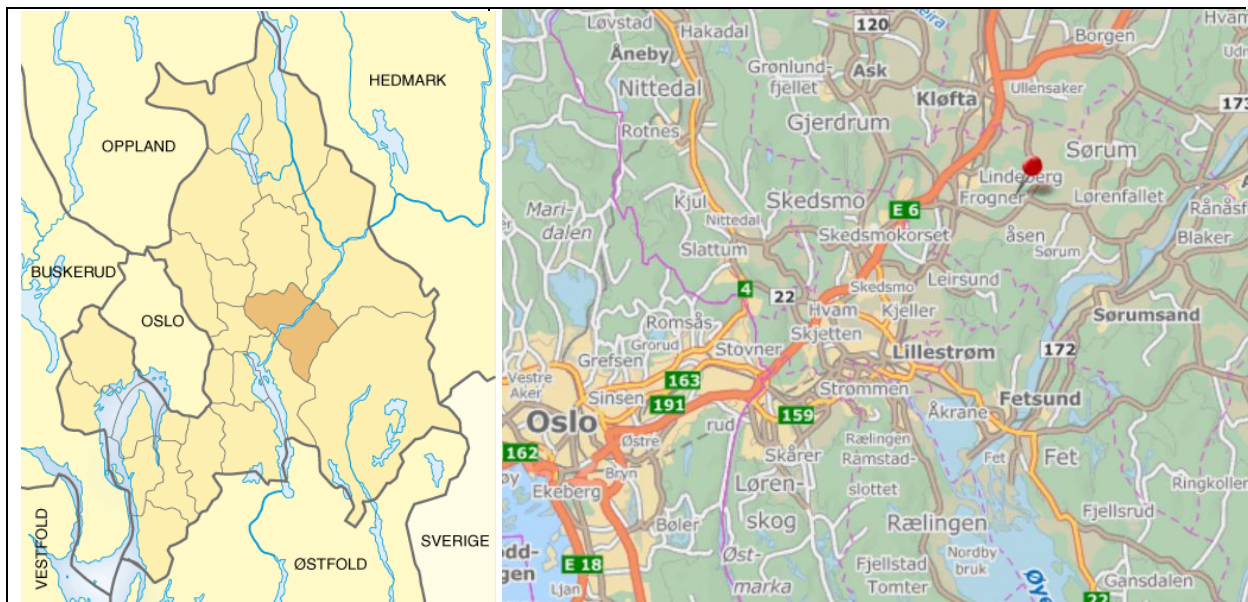 HEDMARK
OPPLAND
BUSKERUD
OSLO
VESTFOLD
ØSTFOLD
SVERIGE
Løvstad
Hakadal
120
Borgen
Åneby
Grønlund-
fjellet
Ask
Nittedal
Kløfta
Ullensaker
173
Rotnes
Gjerdrum
Sørum
Lindeberg
Frogner
Lørenfallet
Kjul
Skedsmo
Mari-
dalen
Nittedal
E 6
Slattum
Skedsmokorset
åsen
Sørum
Blaker
4
22
Skedsmo
Leirsund
Hvam
Kjeller
Sørumsand
Romsås
Skjetten
Grorud
Stovner
Grefsen
Lillestrøm
172
Vestre
Aker
163
Strømmen
Sinsen
191
Fetsund
Oslo
rud
159
Åkrane
Østre
Rælingen
162
Bryn
Skårer
Ramstad-
slottet
Fet
Fet
Ekeberg
Løren-
skog
Ringkollen
Bøler
Rælingen
Fjellsrud
Øst-
marka
Fjellstad
Nordby
bruk
E 18
Tomter
Gansdalen
Ljan
22